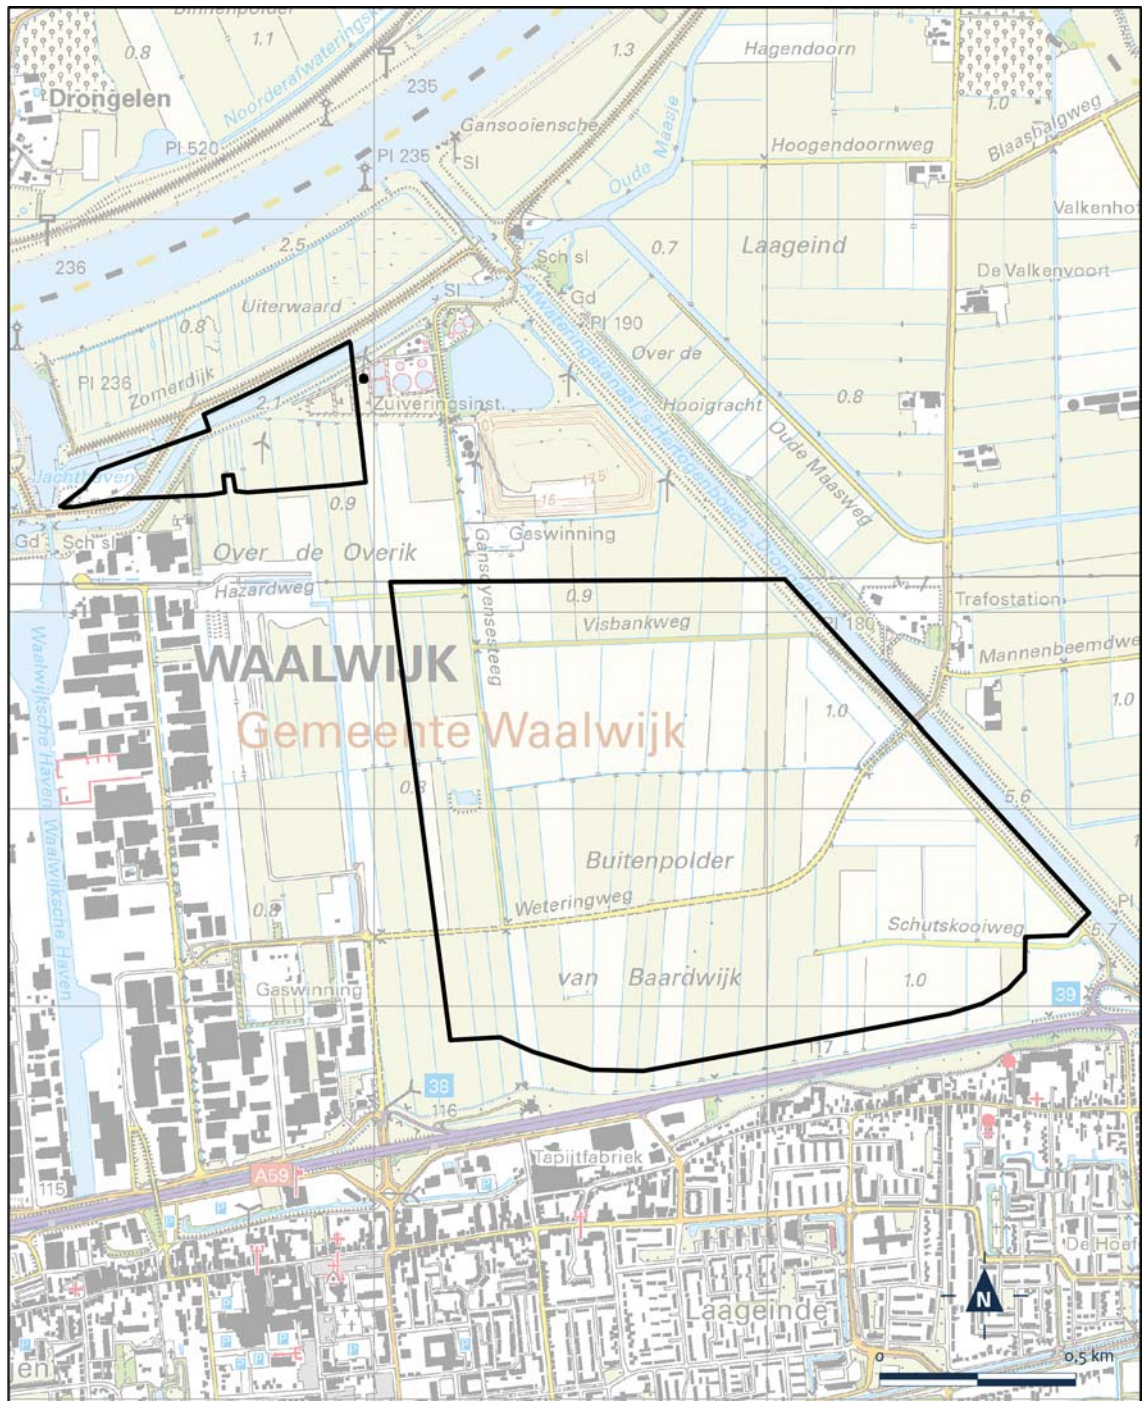 Binnenpolder
0.8
1.1
Noorderafwateringsk
235
1.3
Hagendoorn
1.0
Drongelen
Gansooiensche
Blaasbalgweg
PI 520
PI 235
Sl
Oude Maasje
Hoogendoornweg
Valkenhof
2.5
236
Sch sl
0.7
Laageind
De Valkenvoort
Uiterwaard
Sl
Gd
0.8
PI 190
Afwateringskanaal 's-Hertogenbosch - Drongelen
Over de
PI 236
Zomerdijk
2.1
Zuiveringsinst.
Hooigracht
0.8
Oude Maasweg
Jachthaven
17.5
15
0.9
Gd
Sch sl
Over de Overik
Gaswinning
Gansoyensesteeg
Hazardweg
0.9
Trafostation
Visbankweg
PI 180
Mannenbeemdwe
WAALWIJK
Waalwijksche Haven
1.0
1.0
Gemeente Waalwijk
0.8
5.6
Buitenpolder
Waalwijksche Haven
0.8
Weteringweg
Schutskooiweg
PI
5.7
van Baardwijk
1.0
Gaswinning
39
117
38
116
Tapijtfabriek
A59
115
P
P
P
De Hoef
Laageinde
N
P
P
P
P
P
en
0
0.5 km